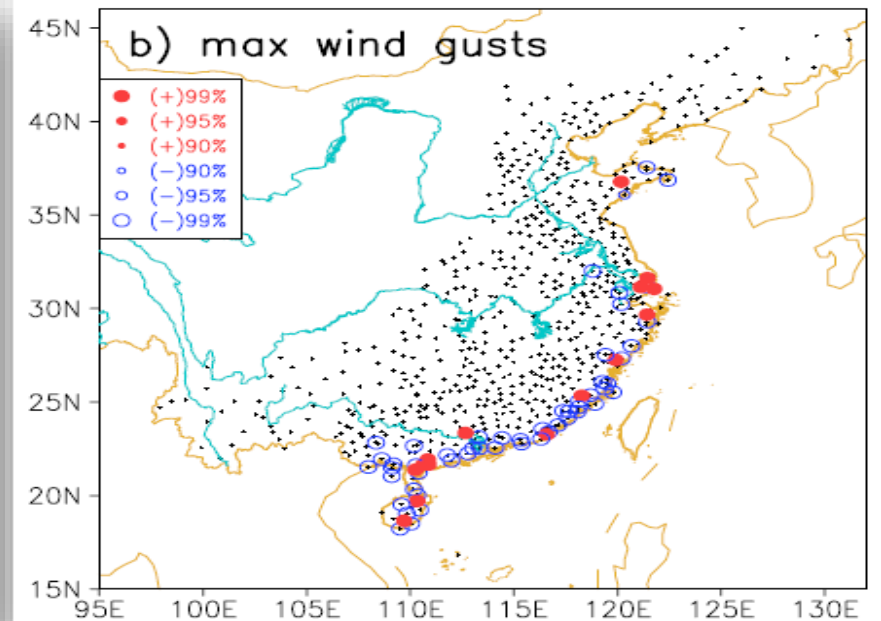 b) max wind gusts
45N
40N
35N
30N
25N
20N
15N
(+)99%
(+)95%
(+)90%
(−)90%
(−)95%
(−)99%
95E 100E 105E 110E 115E 120E 125E 130E